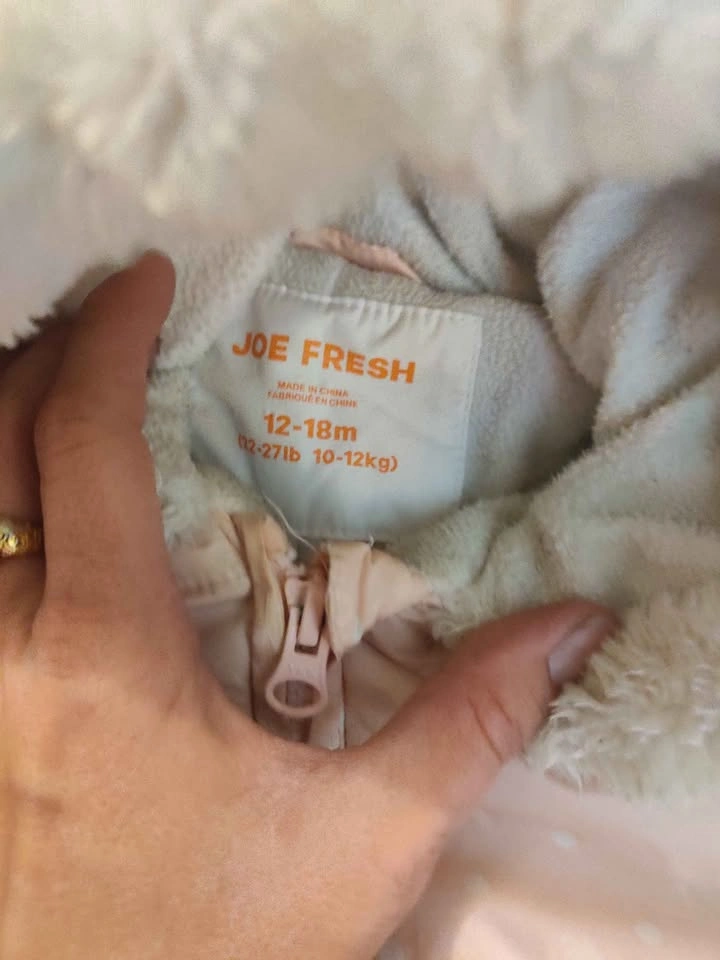 JOE FRESH
MADE IN CHINA
FABRIQUÉ EN CHINE
12-18m
(22-27lb 10-12kg)